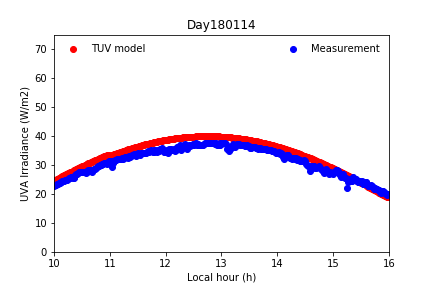 Day180114
TUV model
Measurement
UVA Irradiance (W/m2)
70
60
50
40
30
20
10
0
10 11 12 13 14 15 16
Local hour (h)